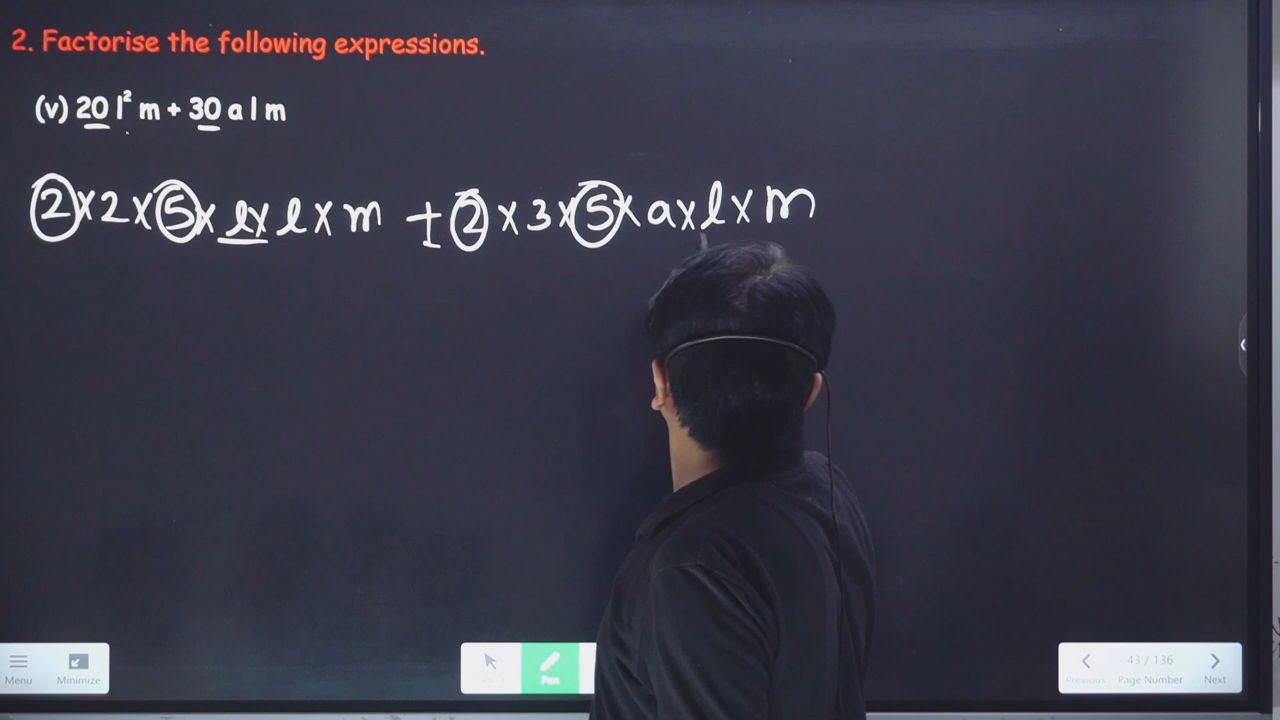 2. Factorise the following expressions.
(v) 20 l² m + 30 a l m
2 × 2 × 5 × l × l × m + 2 × 3 × 5 × a × l × m
Menu Minimize Pen 43 / 136
Previous Page Number Next